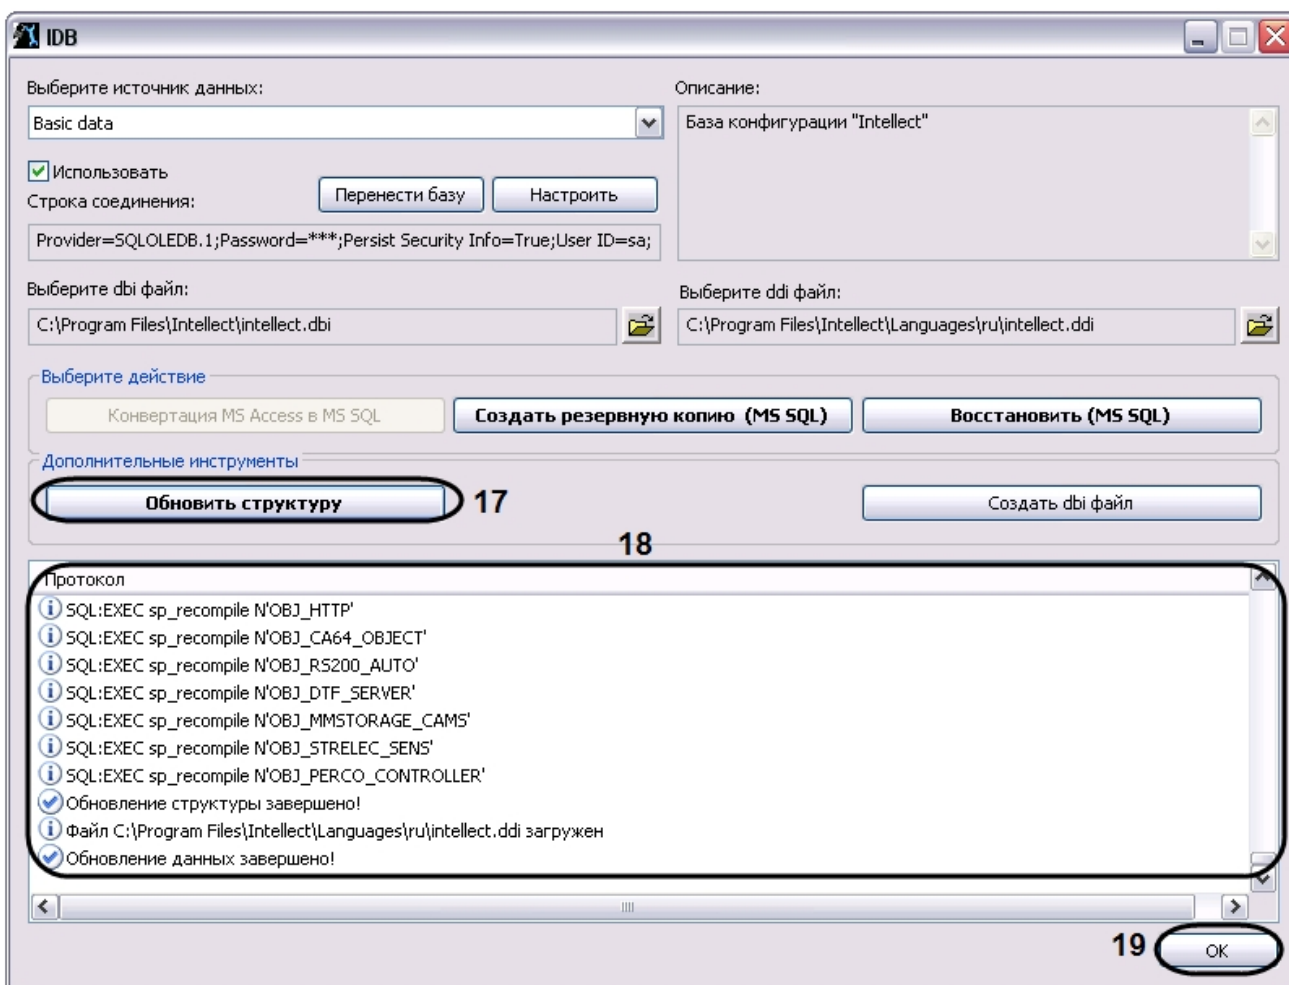 IDB
Выберите источник данных:
Описание:
Basic data
База конфигурации "Intellect"
Использовать
Перенести базу
Настроить
Строка соединения:
Provider=SQLOLEDB.1;Password=***;Persist Security Info=True;User ID=sa;
Выберите dbi файл:
Выберите ddi файл:
C:\Program Files\Intellect\intellect.dbi
C:\Program Files\Intellect\Languages\ru\intellect.ddi
Выберите действие
Конвертация MS Access в MS SQL
Создать резервную копию (MS SQL)
Восстановить (MS SQL)
Дополнительные инструменты
Обновить структуру
17
Создать dbi файл
18
Протокол
SQL:EXEC sp_recompile N'OBJ_HTTP'
SQL:EXEC sp_recompile N'OBJ_CA64_OBJECT'
SQL:EXEC sp_recompile N'OBJ_RS200_AUTO'
SQL:EXEC sp_recompile N'OBJ_DTF_SERVER'
SQL:EXEC sp_recompile N'OBJ_MMSTORAGE_CAMS'
SQL:EXEC sp_recompile N'OBJ_STRELEC_SENS'
SQL:EXEC sp_recompile N'OBJ_PERCO_CONTROLLER'
Обновление структуры завершено!
Файл C:\Program Files\Intellect\Languages\ru\intellect.ddi загружен
Обновление данных завершено!
19
OK